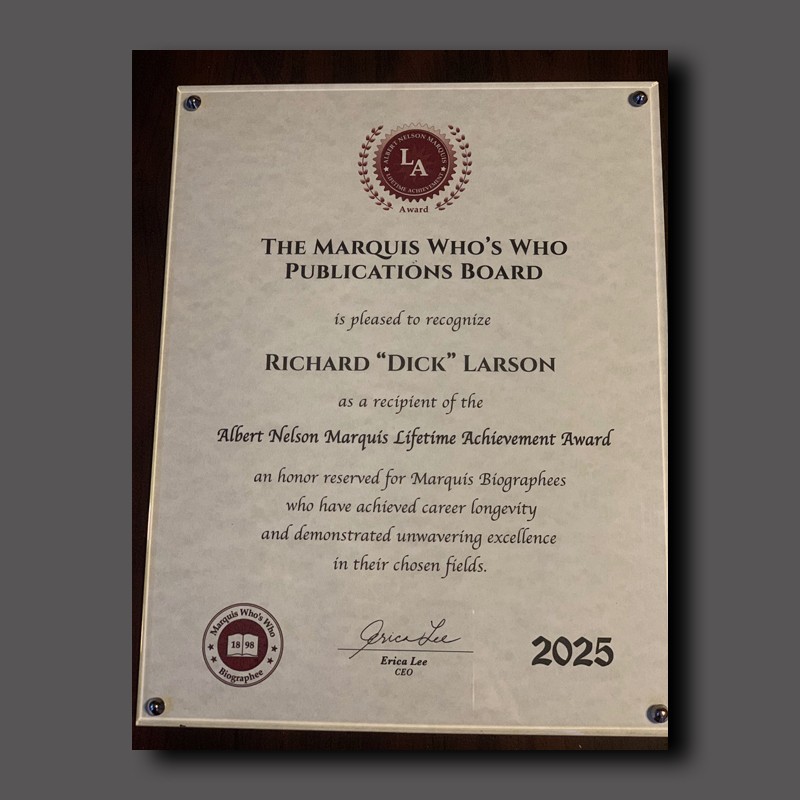 ALBERT NELSON MARQUIS
LA
LIFETIME ACHIEVEMENT
Award
THE MARQUIS WHO'S WHO
PUBLICATIONS BOARD
is pleased to recognize
RICHARD “DICK” LARSON
as a recipient of the
Albert Nelson Marquis Lifetime Achievement Award
an honor reserved for Marquis Biographees
who have achieved career longevity
and demonstrated unwavering excellence
in their chosen fields.
Marquis Who's Who
18 98
Biographee
Erica Lee
Erica Lee
CEO
2025